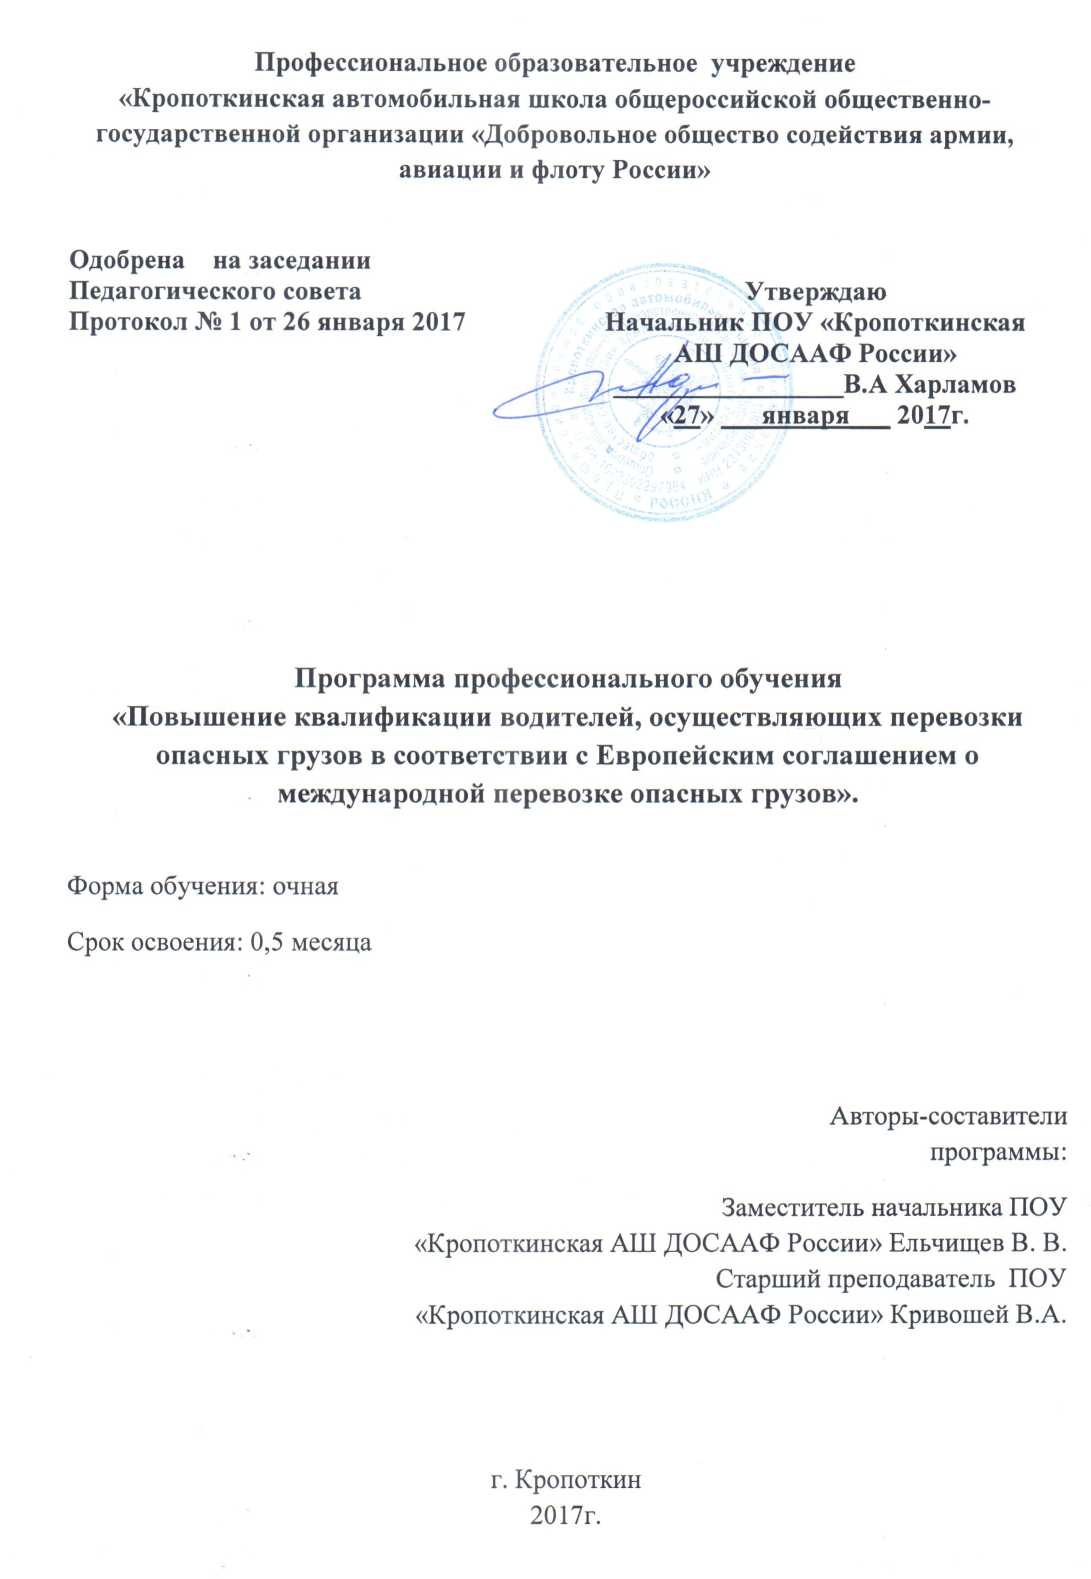 Профессиональное образовательное учреждение
«Кропоткинская автомобильная школа общероссийской общественно-
государственной организации «Добровольное общество содействия армии,
авиации и флоту России»
Одобрена на заседании
Педагогического совета
Протокол № 1 от 26 января 2017
Утверждаю
Начальник ПОУ «Кропоткинская
АШ ДОСААФ России»
_________________В.А Харламов
«27» ___января___ 2017г.
РОССИЯ
Программа профессионального обучения
«Повышение квалификации водителей, осуществляющих перевозки
опасных грузов в соответствии с Европейским соглашением о
международной перевозке опасных грузов».
Форма обучения: очная
Срок освоения: 0,5 месяца
Авторы-составители
программы:
Заместитель начальника ПОУ
«Кропоткинская АШ ДОСААФ России» Ельчищев В. В.
Старший преподаватель ПОУ
«Кропоткинская АШ ДОСААФ России» Кривошей В.А.
г. Кропоткин
2017г.